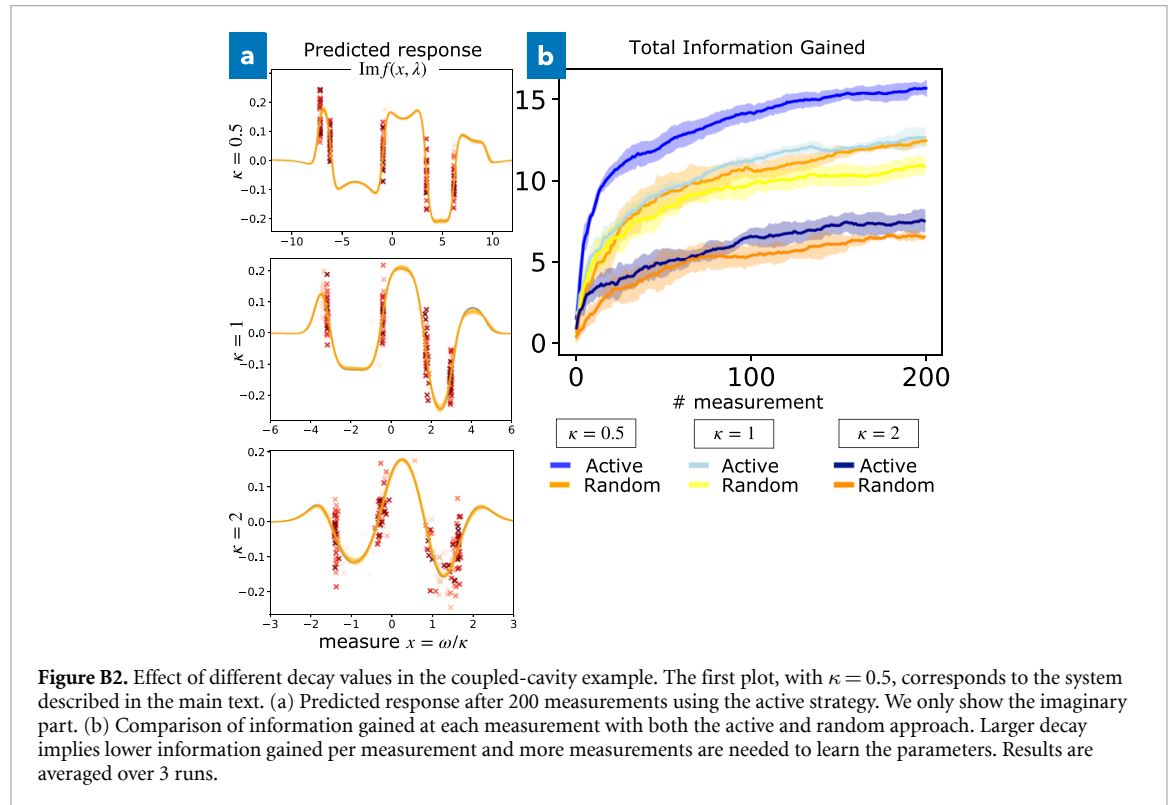 a
Predicted response
Im f(x, λ)
κ = 0.5
0.2
0.1
0.0
−0.1
−0.2
−10 −5 0 5 10
κ = 1
0.2
0.1
0.0
−0.1
−0.2
−6 −4 −2 0 2 4 6
κ = 2
0.2
0.1
0.0
−0.1
−0.2
−3 −2 −1 0 1 2 3
measure x = ω/κ
b
Total Information Gained
15
10
5
0
0 100 200
# measurement
κ = 0.5 κ = 1 κ = 2
Active Active Active
Random Random Random
Figure B2. Effect of different decay values in the coupled-cavity example. The first plot, with κ = 0.5, corresponds to the system
described in the main text. (a) Predicted response after 200 measurements using the active strategy. We only show the imaginary
part. (b) Comparison of information gained at each measurement with both the active and random approach. Larger decay
implies lower information gained per measurement and more measurements are needed to learn the parameters. Results are
averaged over 3 runs.